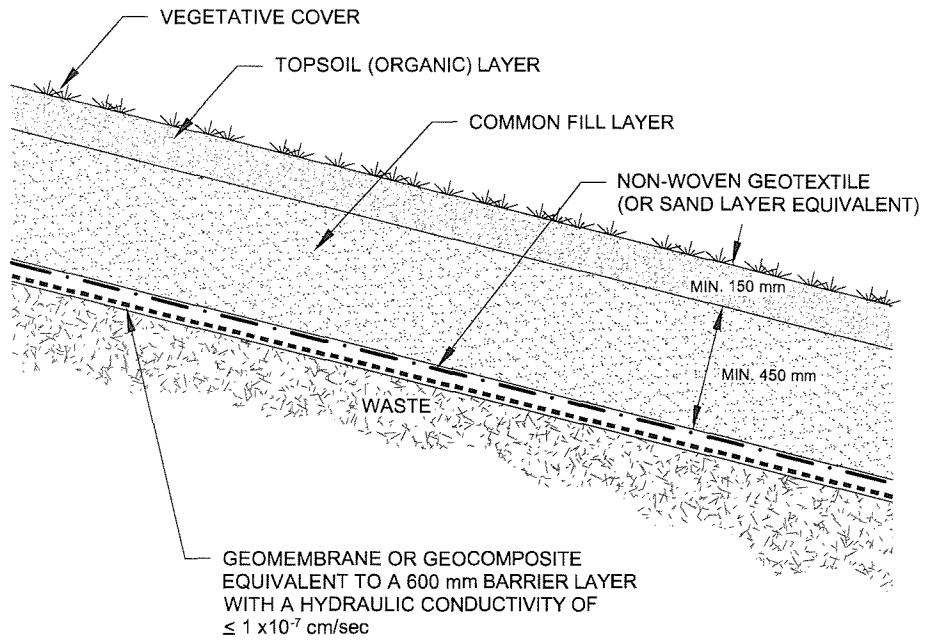 VEGETATIVE COVER
TOPSOIL (ORGANIC) LAYER
COMMON FILL LAYER
NON-WOVEN GEOTEXTILE
(OR SAND LAYER EQUIVALENT)
MIN. 150 mm
MIN. 450 mm
WASTE
GEOMEMBRANE OR GEOCOMPOSITE
EQUIVALENT TO A 600 mm BARRIER LAYER
WITH A HYDRAULIC CONDUCTIVITY OF
≤ 1 x10⁻⁷ cm/sec